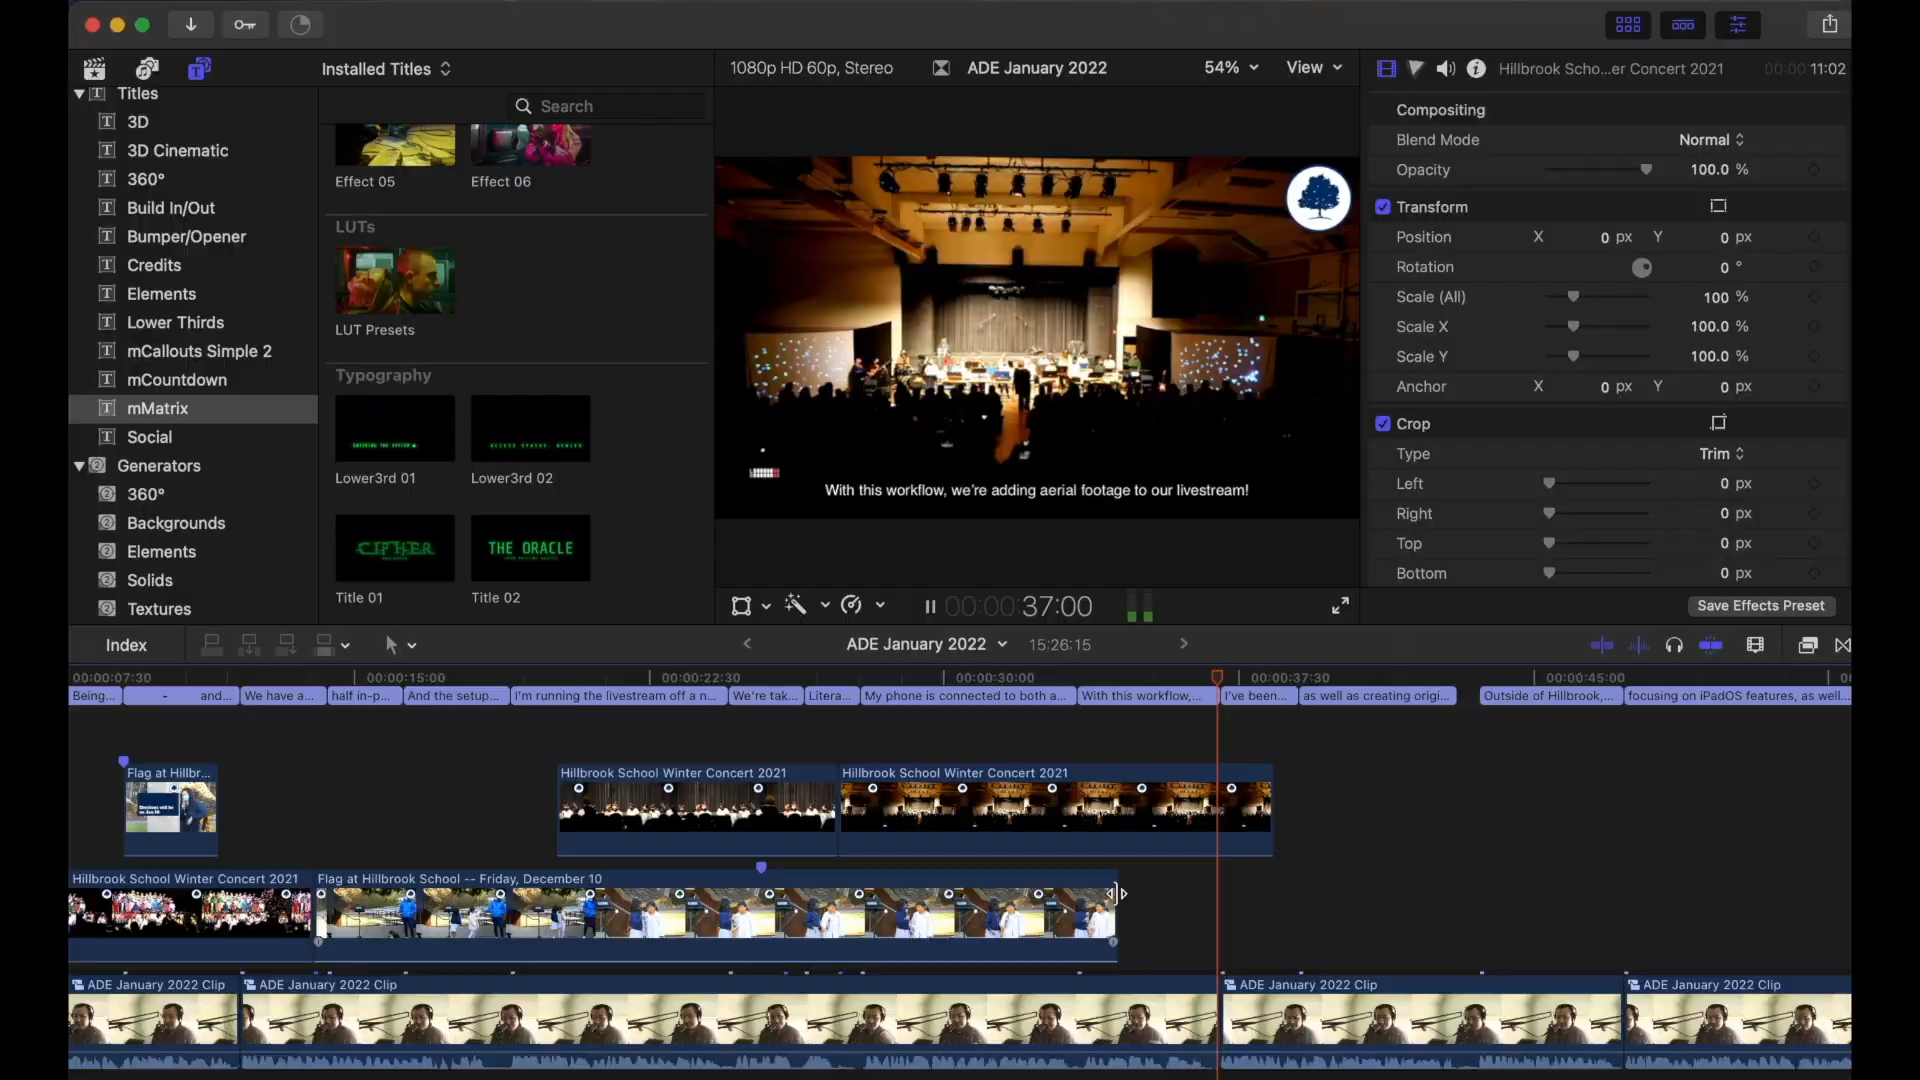 Installed Titles
1080p HD 60p, Stereo
ADE January 2022
54%
View
Hillbrook Scho...er Concert 2021
00:00:11:02
Titles
3D
3D Cinematic
360°
Build In/Out
Bumper/Opener
Credits
Elements
Lower Thirds
mCallouts Simple 2
mCountdown
mMatrix
Social
Generators
360°
Backgrounds
Elements
Solids
Textures
Search
Effect 05
Effect 06
LUTs
LUT Presets
Typography
Lower3rd 01
Lower3rd 02
CIPHER
THE ORACLE
Title 01
Title 02
With this workflow, we're adding aerial footage to our livestream!
00:00:37:00
Compositing
Blend Mode Normal
Opacity 100.0 %
Transform
Position X 0 px Y 0 px
Rotation 0 °
Scale (All) 100 %
Scale X 100.0 %
Scale Y 100.0 %
Anchor X 0 px Y 0 px
Crop
Type Trim
Left 0 px
Right 0 px
Top 0 px
Bottom 0 px
Save Effects Preset
Index
ADE January 2022
15:26:15
00:00:07:30
00:00:15:00
00:00:22:30
00:00:30:00
00:00:37:30
00:00:45:00
Being...
- and...
We have a...
half in-p...
And the setup...
I'm running the livestream off a n...
We're tak...
Litera...
My phone is connected to both a...
With this workflow,...
I've been...
as well as creating origi...
Outside of Hillbrook,...
focusing on iPadOS features, as well...
Flag at Hillbr...
Hillbrook School Winter Concert 2021
Hillbrook School Winter Concert 2021
Hillbrook School Winter Concert 2021
Flag at Hillbrook School -- Friday, December 10
ADE January 2022 Clip
ADE January 2022 Clip
ADE January 2022 Clip
ADE January 2022 Clip